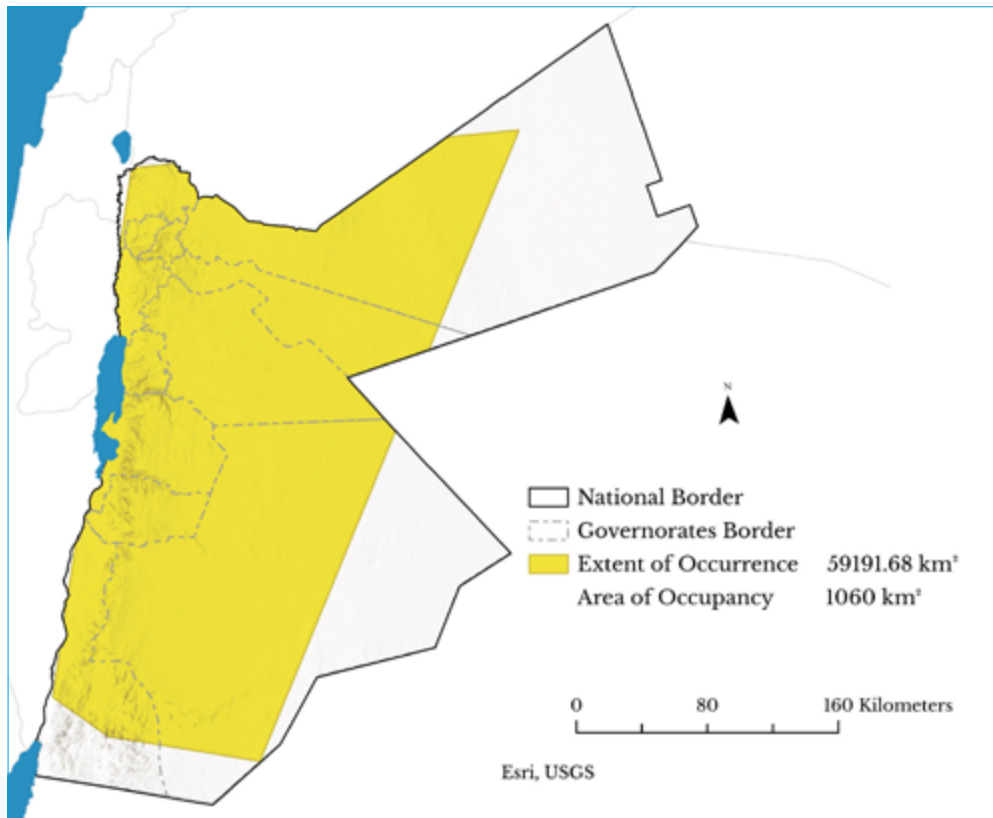 N
National Border
Governorates Border
Extent of Occurrence 59191.68 km²
Area of Occupancy 1060 km²
0 80 160 Kilometers
Esri, USGS